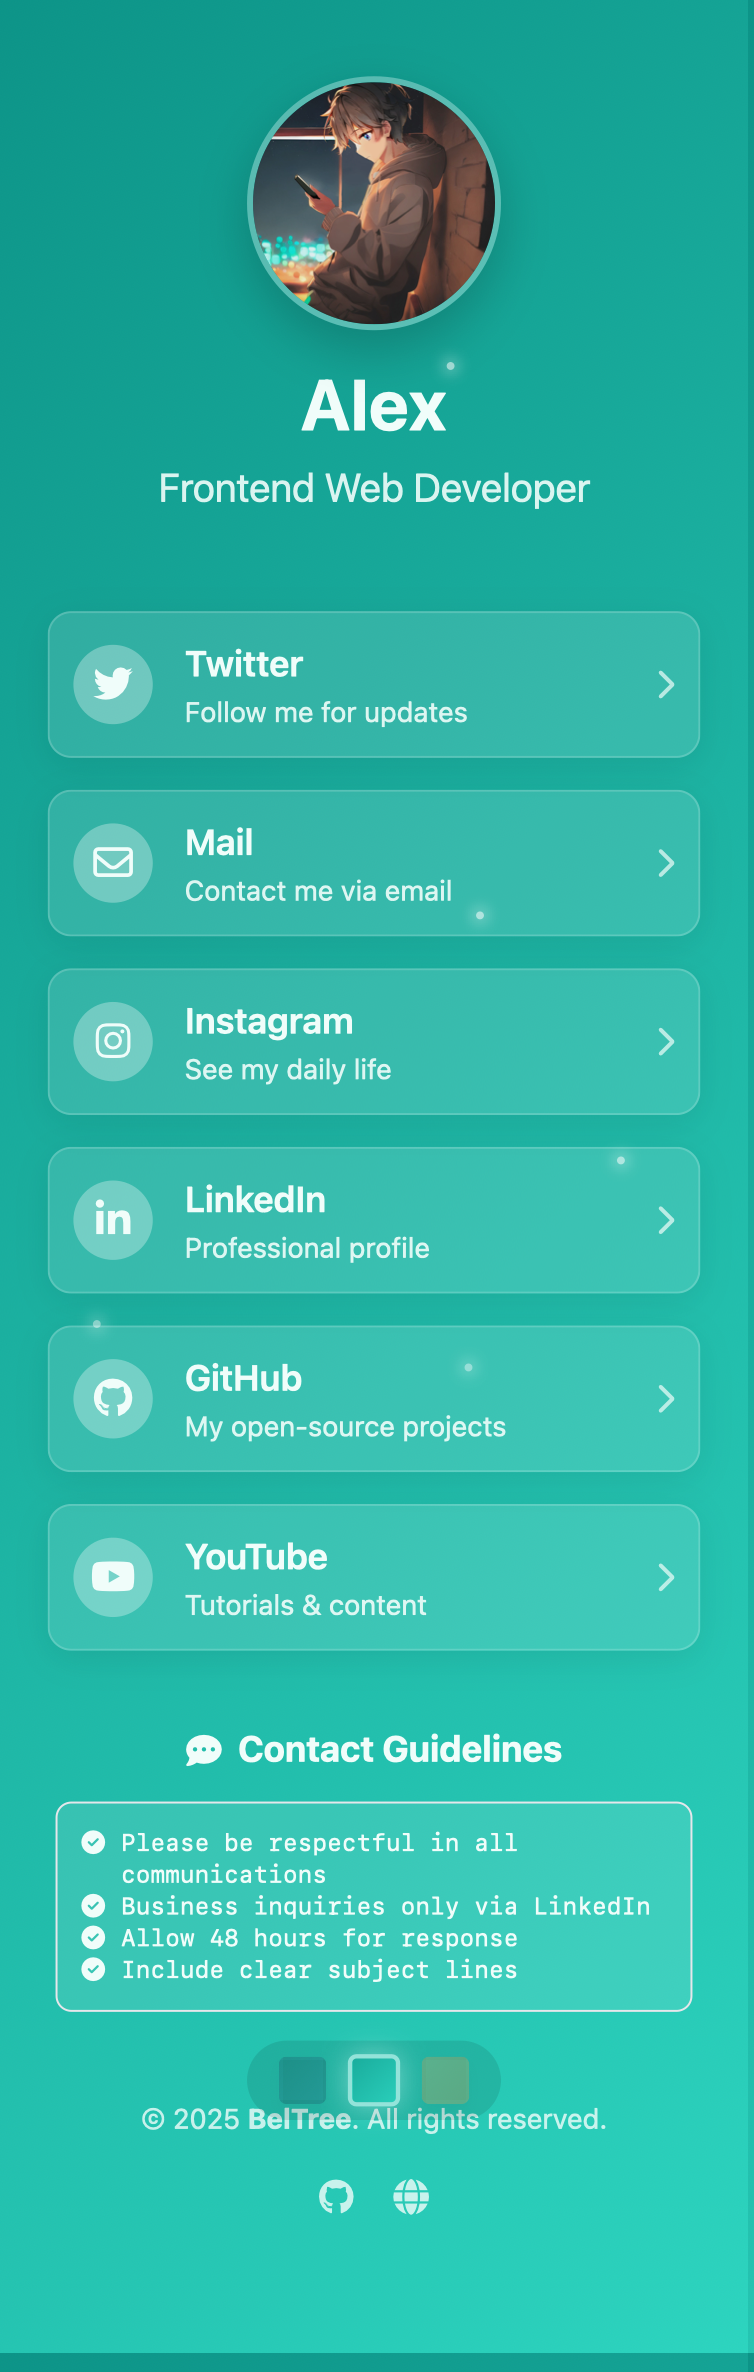 Alex
Frontend Web Developer
Twitter
Follow me for updates
Mail
Contact me via email
Instagram
See my daily life
LinkedIn
Professional profile
GitHub
My open-source projects
YouTube
Tutorials & content
Contact Guidelines
Please be respectful in all
communications
Business inquiries only via LinkedIn
Allow 48 hours for response
Include clear subject lines
© 2025 BelTree. All rights reserved.